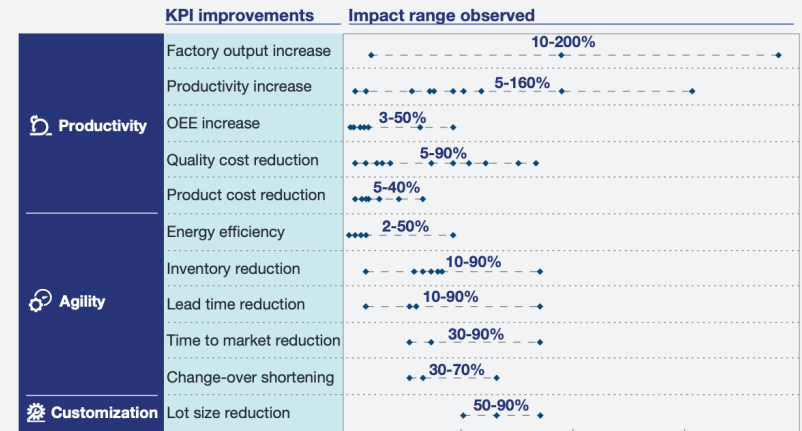 KPI improvements Impact range observed
Productivity
Factory output increase 10-200%
Productivity increase 5-160%
OEE increase 3-50%
Quality cost reduction 5-90%
Product cost reduction 5-40%
Agility
Energy efficiency 2-50%
Inventory reduction 10-90%
Lead time reduction 10-90%
Time to market reduction 30-90%
Change-over shortening 30-70%
Customization
Lot size reduction 50-90%